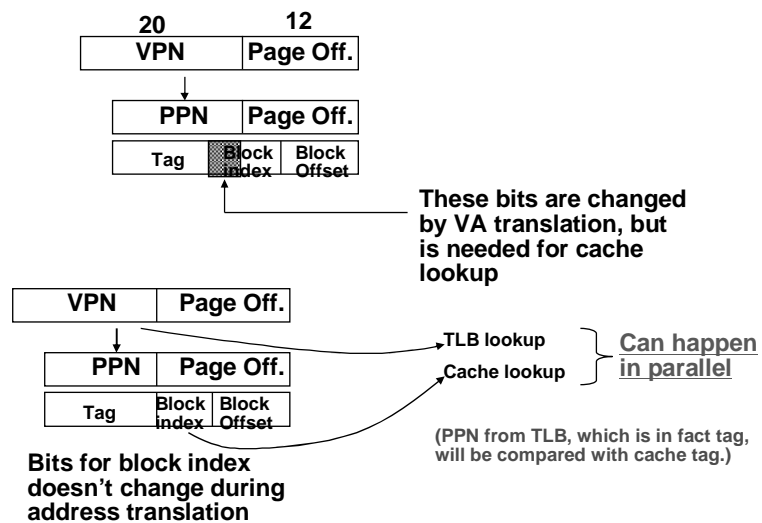 20 12
VPN Page Off.
PPN Page Off.
Tag Block index Block Offset
These bits are changed
by VA translation, but
is needed for cache
lookup
VPN Page Off.
PPN Page Off.
Tag Block index Block Offset
TLB lookup
Cache lookup
Can happen
in parallel
(PPN from TLB, which is in fact tag,
will be compared with cache tag.)
Bits for block index
doesn't change during
address translation